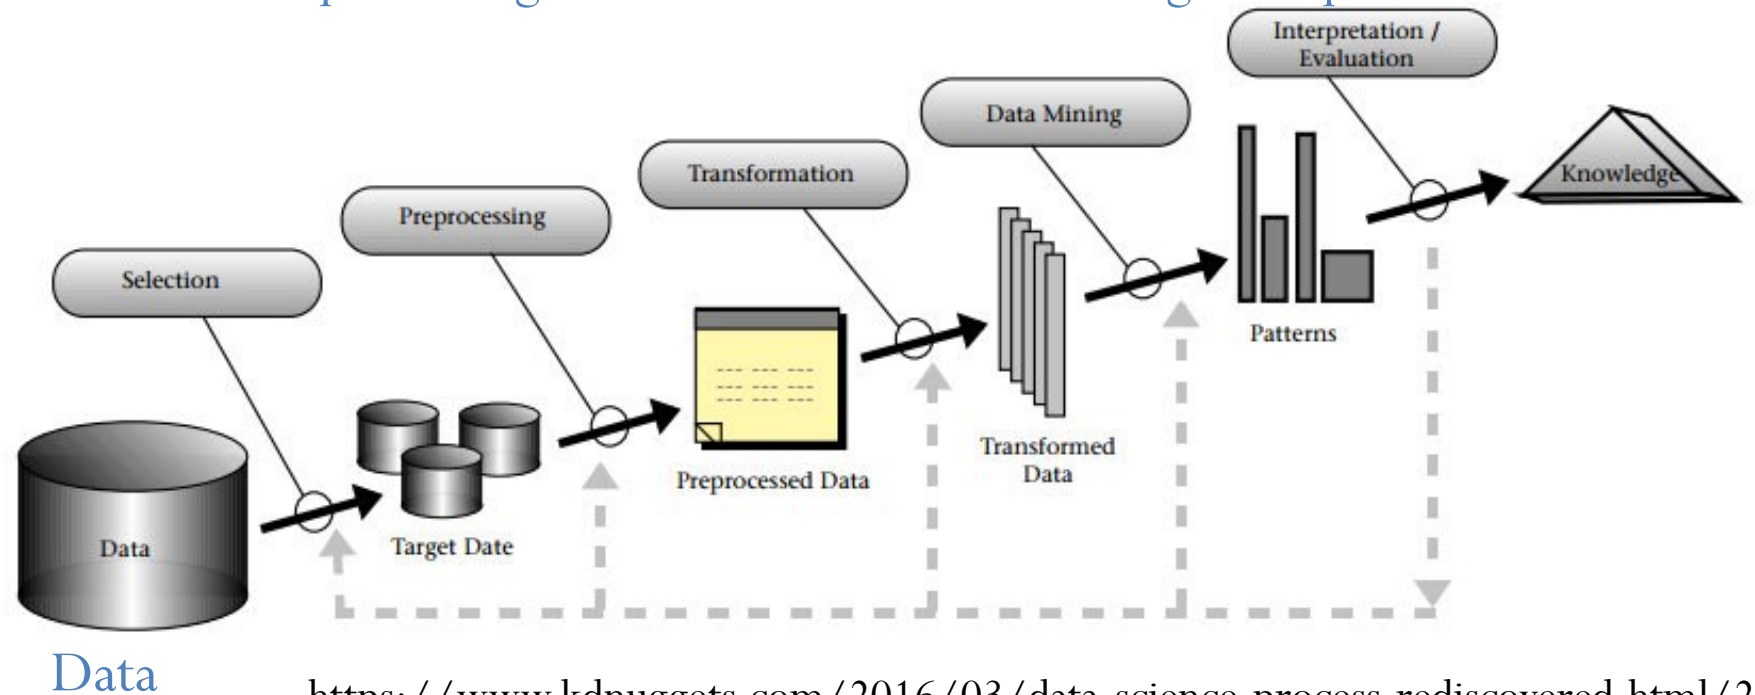 Interpretation /
Evaluation
Data Mining
Knowledge
Transformation
Preprocessing
Selection
Patterns
Transformed
Data
Preprocessed Data
Target Date
Data
Data